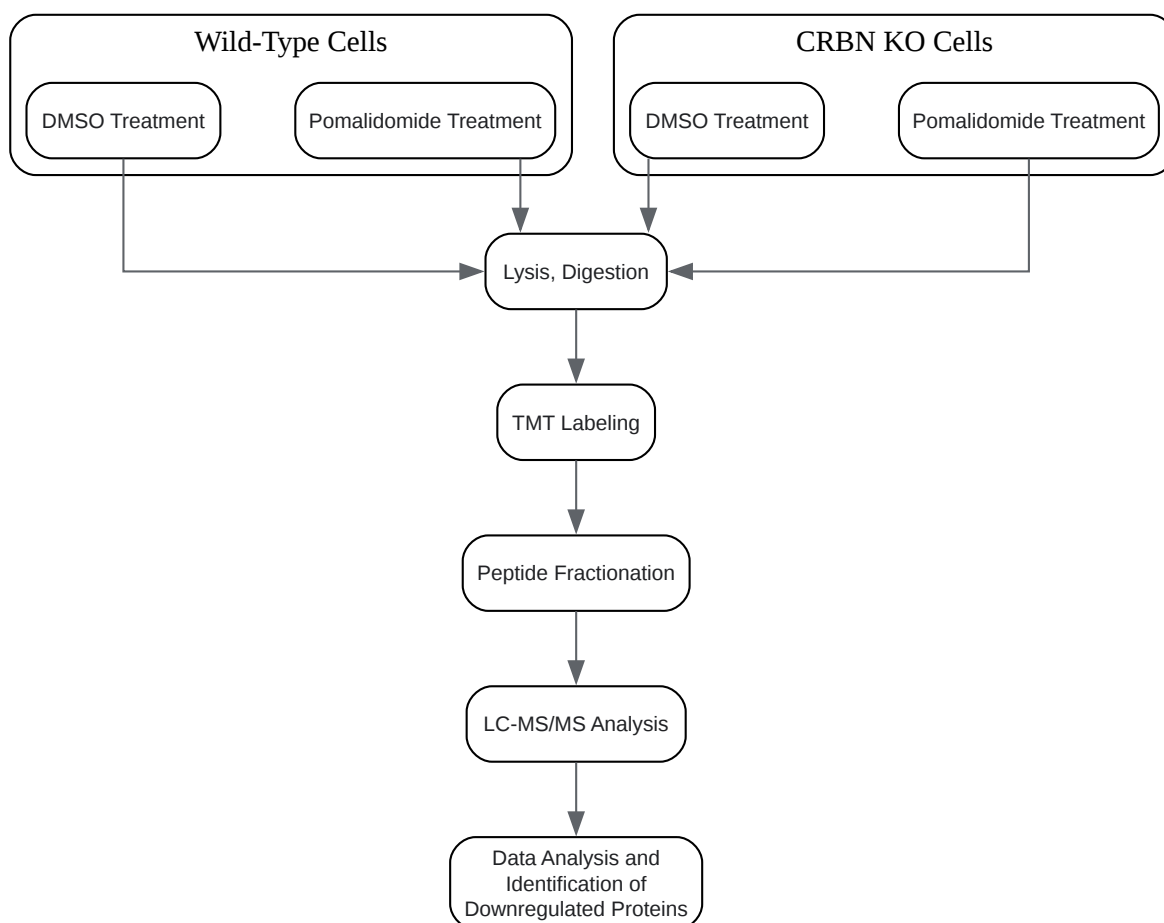 Wild-Type Cells
DMSO Treatment
Pomalidomide Treatment
CRBN KO Cells
DMSO Treatment
Pomalidomide Treatment
Lysis, Digestion
TMT Labeling
Peptide Fractionation
LC-MS/MS Analysis
Data Analysis and
Identification of
Downregulated Proteins